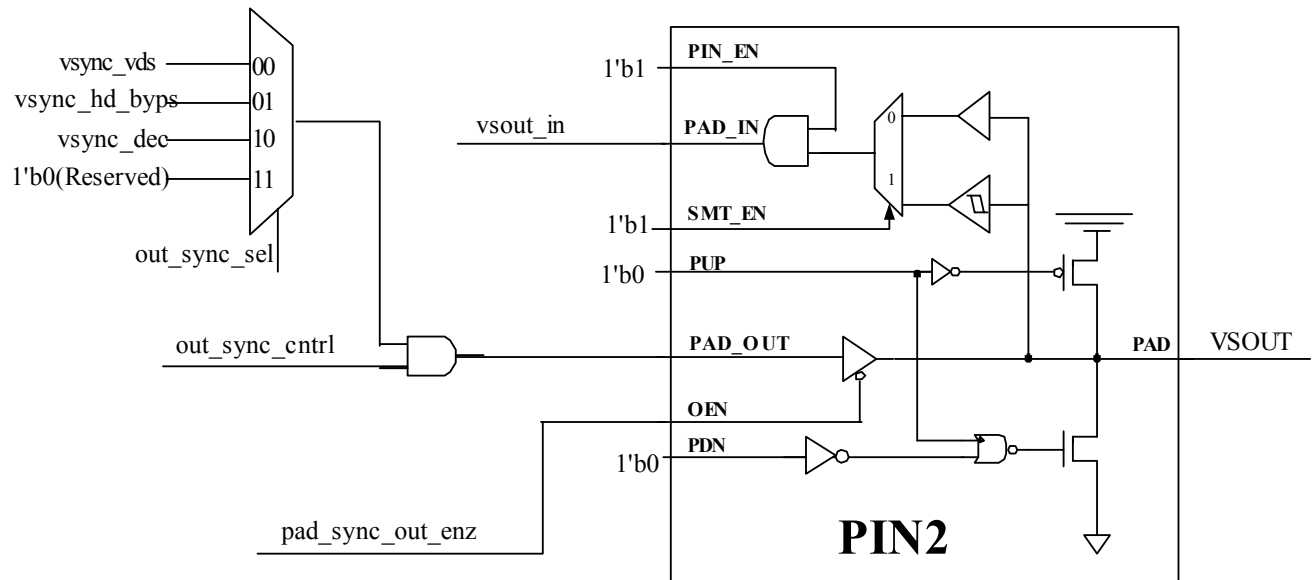 vsync_vds
00
vsync_hd_byps
01
vsync_dec
10
1'b0(Reserved)
11
out_sync_sel
out_sync_cntrl
pad_sync_out_enz
1'b1
PIN_EN
vsout_in
PAD_IN
0
1
1'b1
SMT_EN
1'b0
PUP
PAD_OUT
PAD
VSOUT
OEN
1'b0
PDN
PIN2